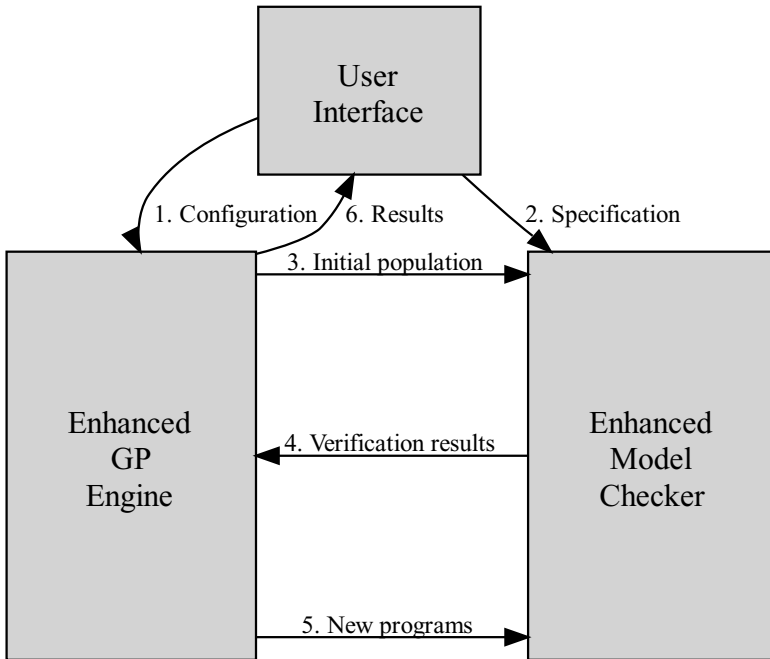 User
Interface
1. Configuration
6. Results
2. Specification
3. Initial population
Enhanced
GP
Engine
4. Verification results
Enhanced
Model
Checker
5. New programs